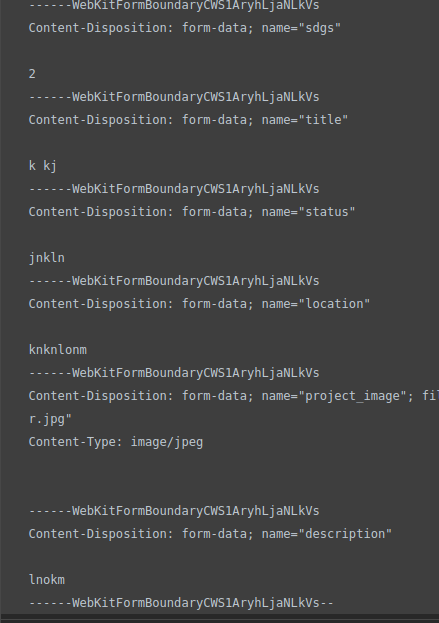 ------WebKitFormBoundaryCWS1AryhLjaNLkVs
Content-Disposition: form-data; name="sdgs"
2
------WebKitFormBoundaryCWS1AryhLjaNLkVs
Content-Disposition: form-data; name="title"
k kj
------WebKitFormBoundaryCWS1AryhLjaNLkVs
Content-Disposition: form-data; name="status"
jnkln
------WebKitFormBoundaryCWS1AryhLjaNLkVs
Content-Disposition: form-data; name="location"
knknlonm
------WebKitFormBoundaryCWS1AryhLjaNLkVs
Content-Disposition: form-data; name="project_image"; fil
r.jpg"
Content-Type: image/jpeg
------WebKitFormBoundaryCWS1AryhLjaNLkVs
Content-Disposition: form-data; name="description"
lnokm
------WebKitFormBoundaryCWS1AryhLjaNLkVs--